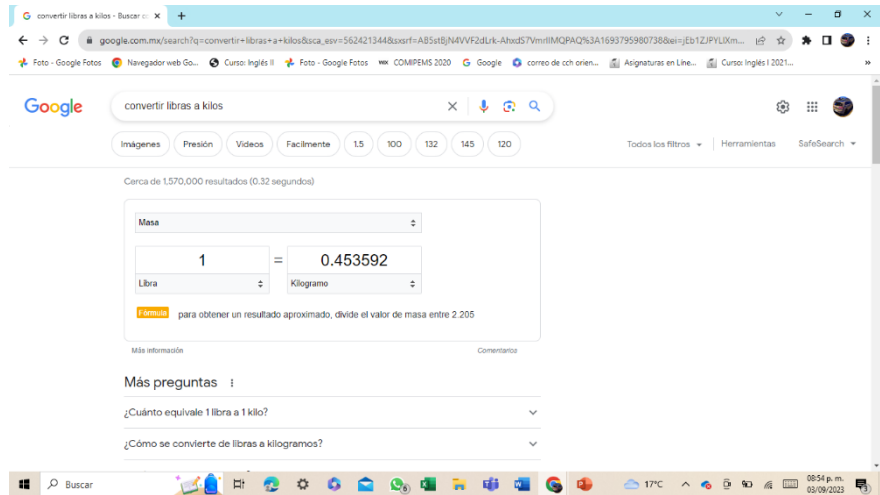 convertir libras a kilos - Buscar c
google.com.mx/search?q=convertir+libras+a+kilos&sca_esv=562421344&sxsrf=AB5stBjN4VVF2dLrk-AhxdS7VmrIIMQPAQ%3A1693795980738&ei=jEb1ZJPYLIXm...
Foto - Google Fotos Navegador web Go... Curso: Inglés II Foto - Google Fotos COMIPEMS 2020 Google correo de cch orien... Asignaturas en Líne... Curso: Inglés I 2021... »
Google convertir libras a kilos
Imágenes Presión Videos Facilmente 1.5 100 132 145 120 Todos los filtros Herramientas SafeSearch
Cerca de 1,570,000 resultados (0.32 segundos)
Masa
1 = 0.453592
Libra Kilogramo
Fórmula para obtener un resultado aproximado, divide el valor de masa entre 2.205
Más información Comentarios
Más preguntas
¿Cuánto equivale 1 libra a 1 kilo?
¿Cómo se convierte de libras a kilogramos?
Buscar 17°C 08:54 p. m.
03/09/2023